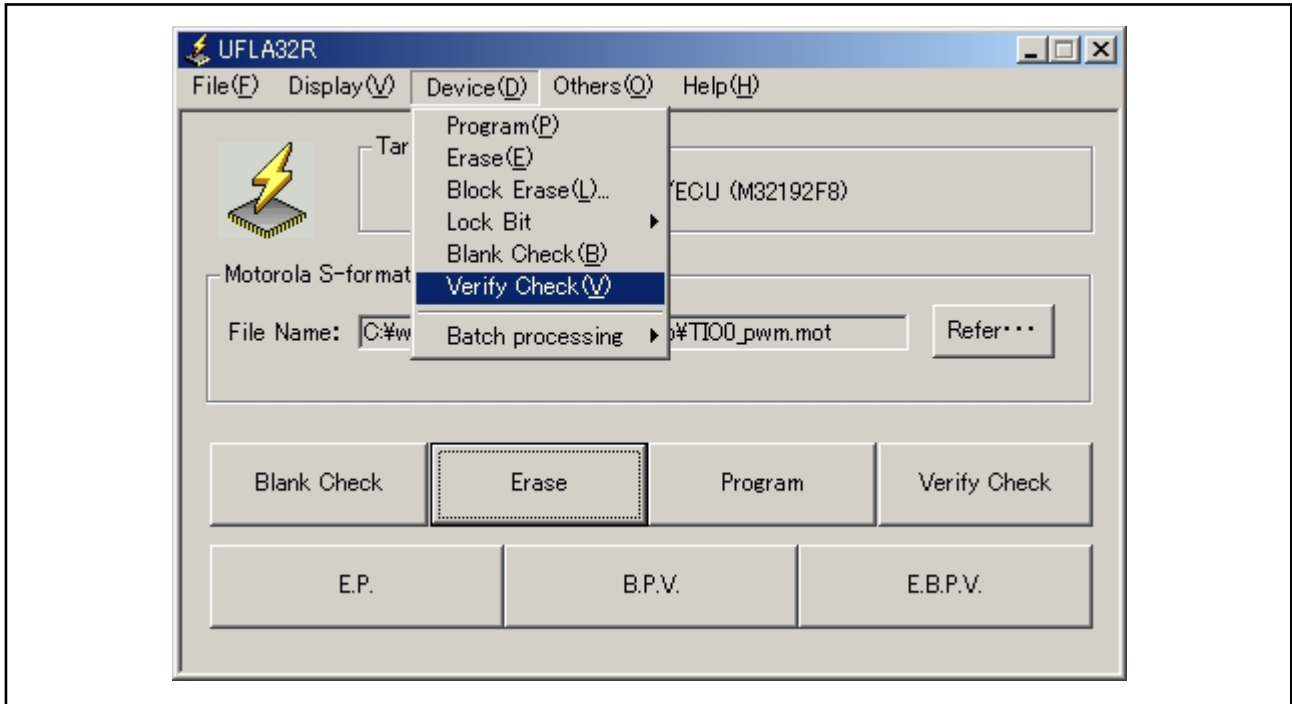 UFLA32R
File(F) Display(V) Device(D) Others(O) Help(H)
Program(P)
Erase(E)
Block Erase(L)...
Lock Bit
Blank Check(B)
Verify Check(V)
Batch processing
Tar
/ECU (M32192F8)
Motorola S-format
File Name: C:¥w ¥TIO0_pwm.mot Refer･･･
Blank Check Erase Program Verify Check
E.P. B.P.V. E.B.P.V.